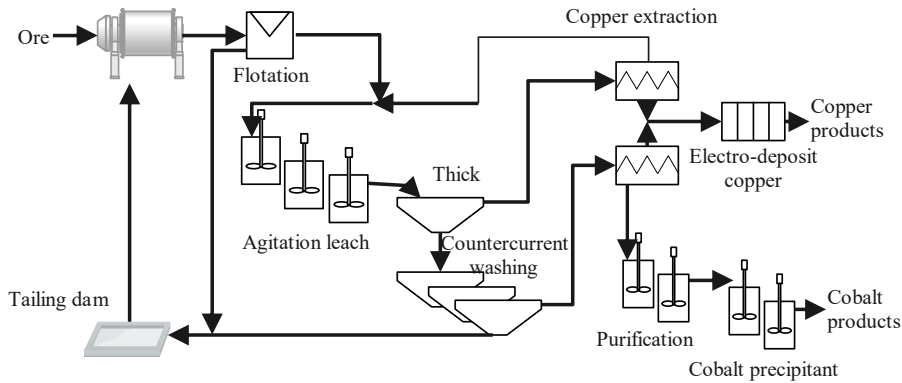 Copper extraction
Ore
Flotation
Copper
products
Electro-deposit
copper
Thick
Agitation leach
Countercurrent
washing
Tailing dam
Cobalt
products
Purification
Cobalt precipitant